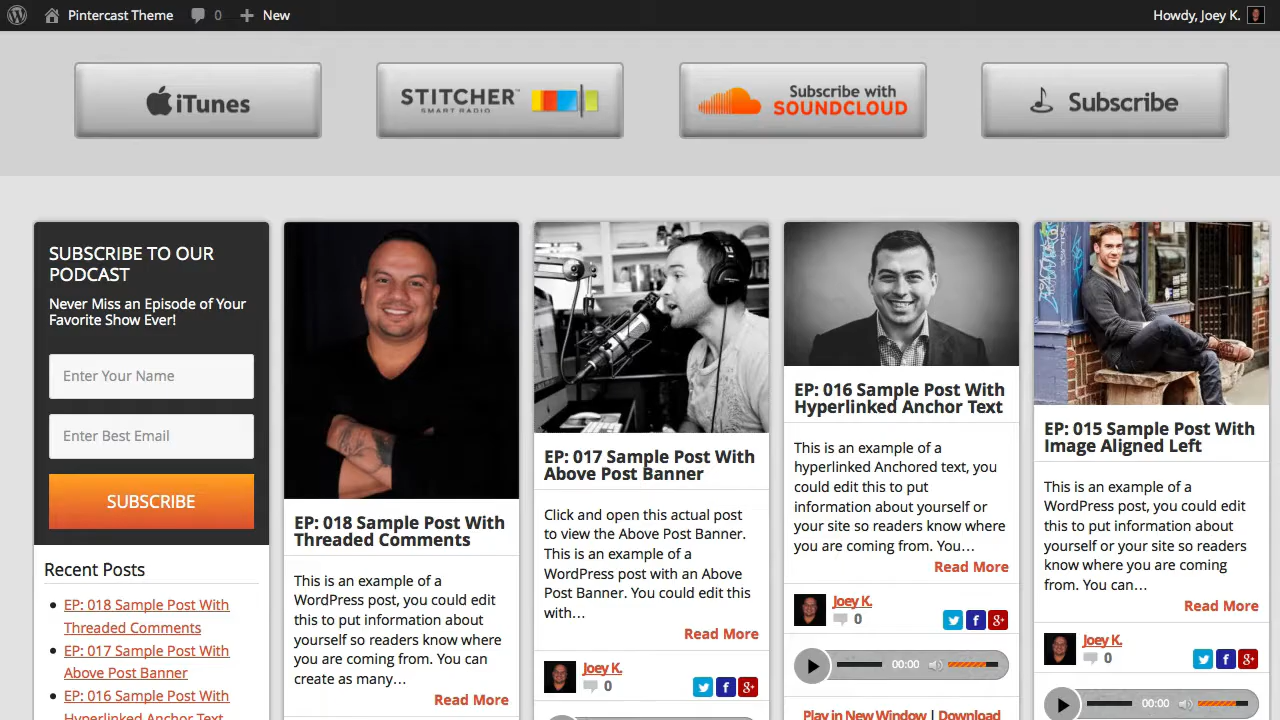 Pintercast Theme
0
New
Howdy, Joey K.
iTunes
STITCHER
SMART RADIO
Subscribe with
SOUNDCLOUD
Subscribe
SUBSCRIBE TO OUR
PODCAST
Never Miss an Episode of Your
Favorite Show Ever!
Enter Your Name
Enter Best Email
SUBSCRIBE
Recent Posts
EP: 018 Sample Post With
Threaded Comments
EP: 017 Sample Post With
Above Post Banner
EP: 016 Sample Post With
Hyperlinked Anchor Text
EP: 018 Sample Post With
Threaded Comments
This is an example of a
WordPress post, you could edit
this to put information about
yourself so readers know where
you are coming from. You can
create as many…
Read More
EP: 017 Sample Post With
Above Post Banner
Click and open this actual post
to view the Above Post Banner.
This is an example of a
WordPress post with an Above
Post Banner. You could edit this
with…
Read More
Joey K.
0
EP: 016 Sample Post With
Hyperlinked Anchor Text
This is an example of a
hyperlinked Anchored text, you
could edit this to put
information about yourself or
your site so readers know where
you are coming from. You…
Read More
Joey K.
0
00:00
Play in New Window | Download
EP: 015 Sample Post With
Image Aligned Left
This is an example of a
WordPress post, you could edit
this to put information about
yourself or your site so readers
know where you are coming
from. You can…
Read More
Joey K.
0
00:00